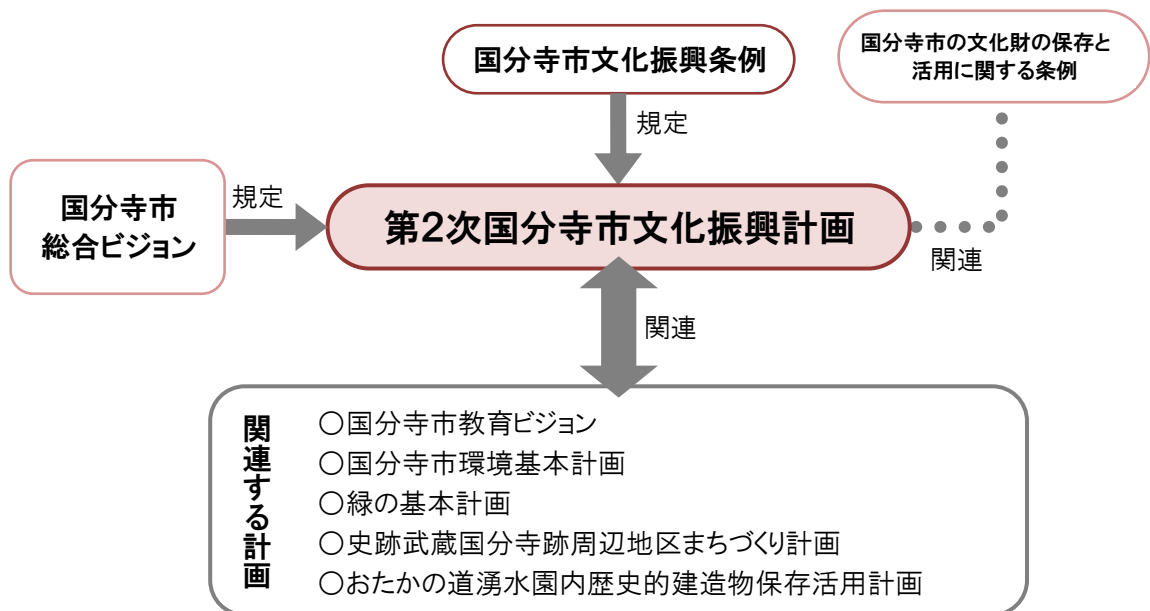 国分寺市文化振興条例
国分寺市の文化財の保存と
活用に関する条例
規定
国分寺市
総合ビジョン
規定
第2次国分寺市文化振興計画
関連
関連
関連する計画
○国分寺市教育ビジョン
○国分寺市環境基本計画
○緑の基本計画
○史跡武蔵国分寺跡周辺地区まちづくり計画
○おたかの道湧水園内歴史的建造物保存活用計画